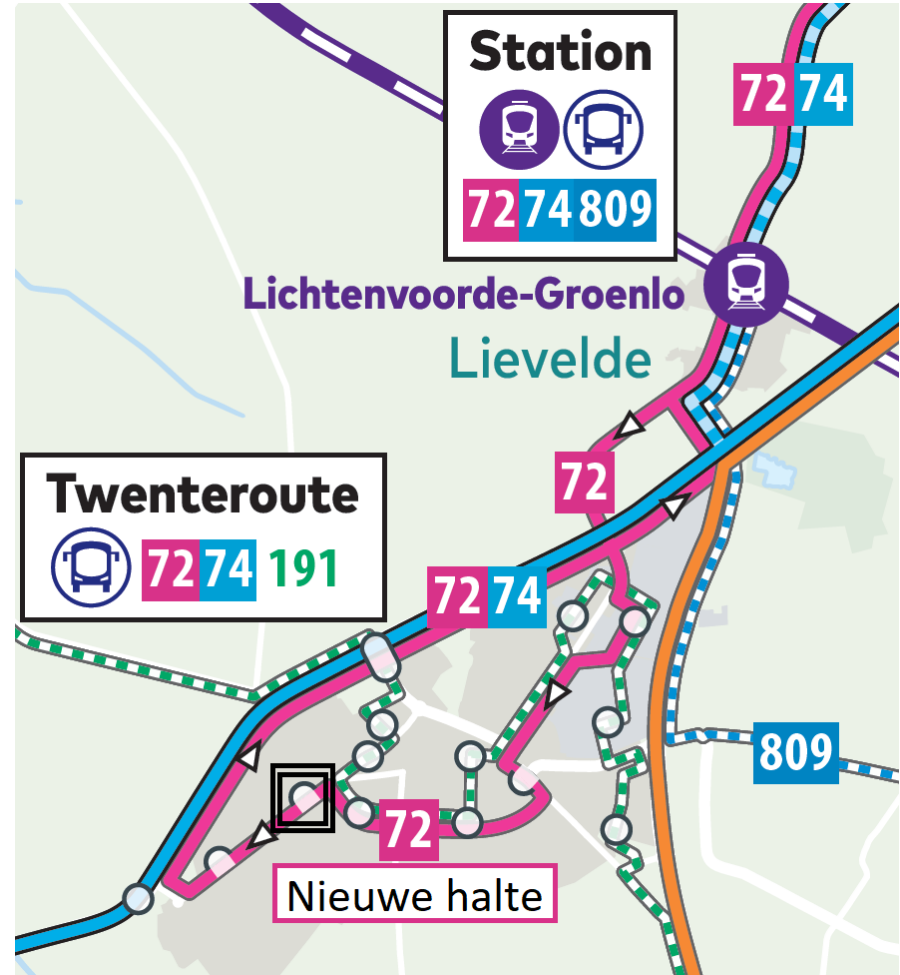 Station
72 74 809
72 74
Lichtenvoorde-Groenlo
Lievelde
72
Twenteroute
72 74 191
72 74
809
72
Nieuwe halte